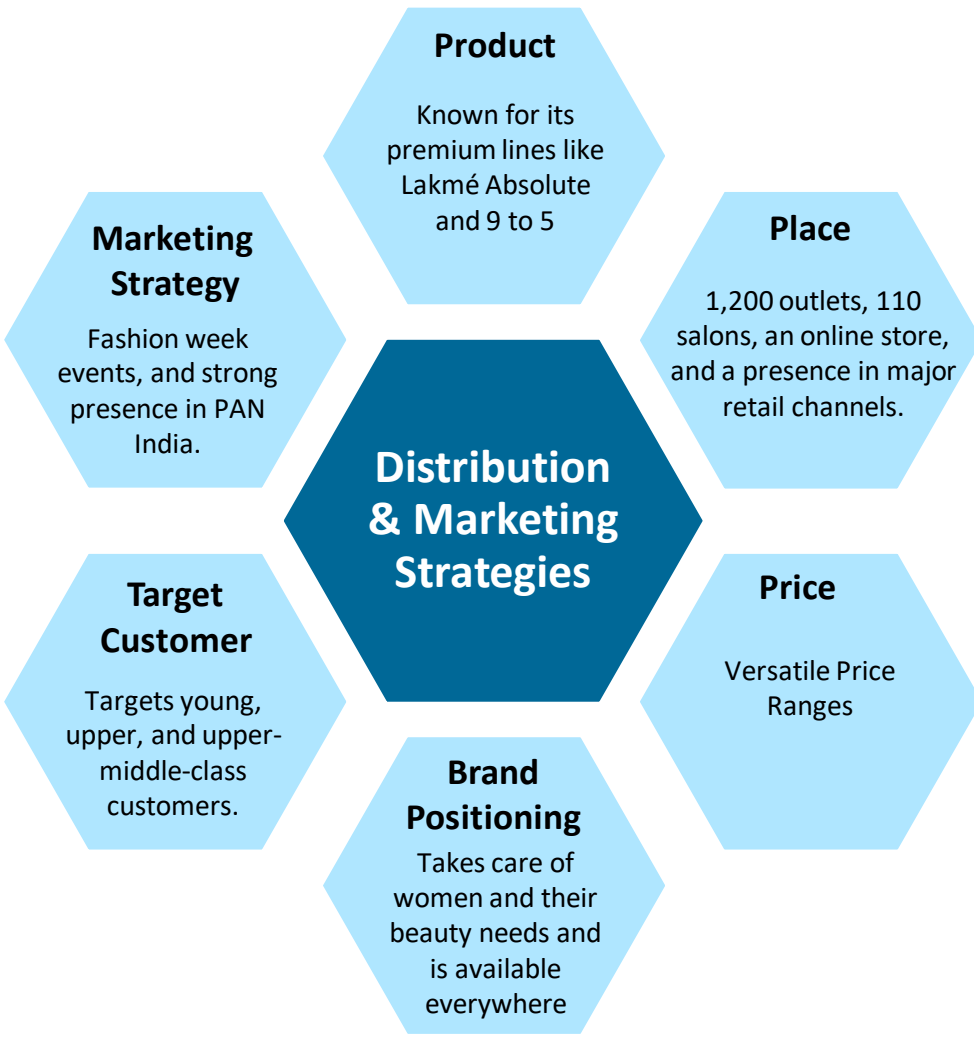 Product
Known for its
premium lines like
Lakmé Absolute
and 9 to 5
Marketing
Strategy
Fashion week
events, and strong
presence in PAN
India.
Place
1,200 outlets, 110
salons, an online store,
and a presence in major
retail channels.
Distribution
& Marketing
Strategies
Target
Customer
Targets young,
upper, and upper-
middle-class
customers.
Price
Versatile Price
Ranges
Brand
Positioning
Takes care of
women and their
beauty needs and
is available
everywhere